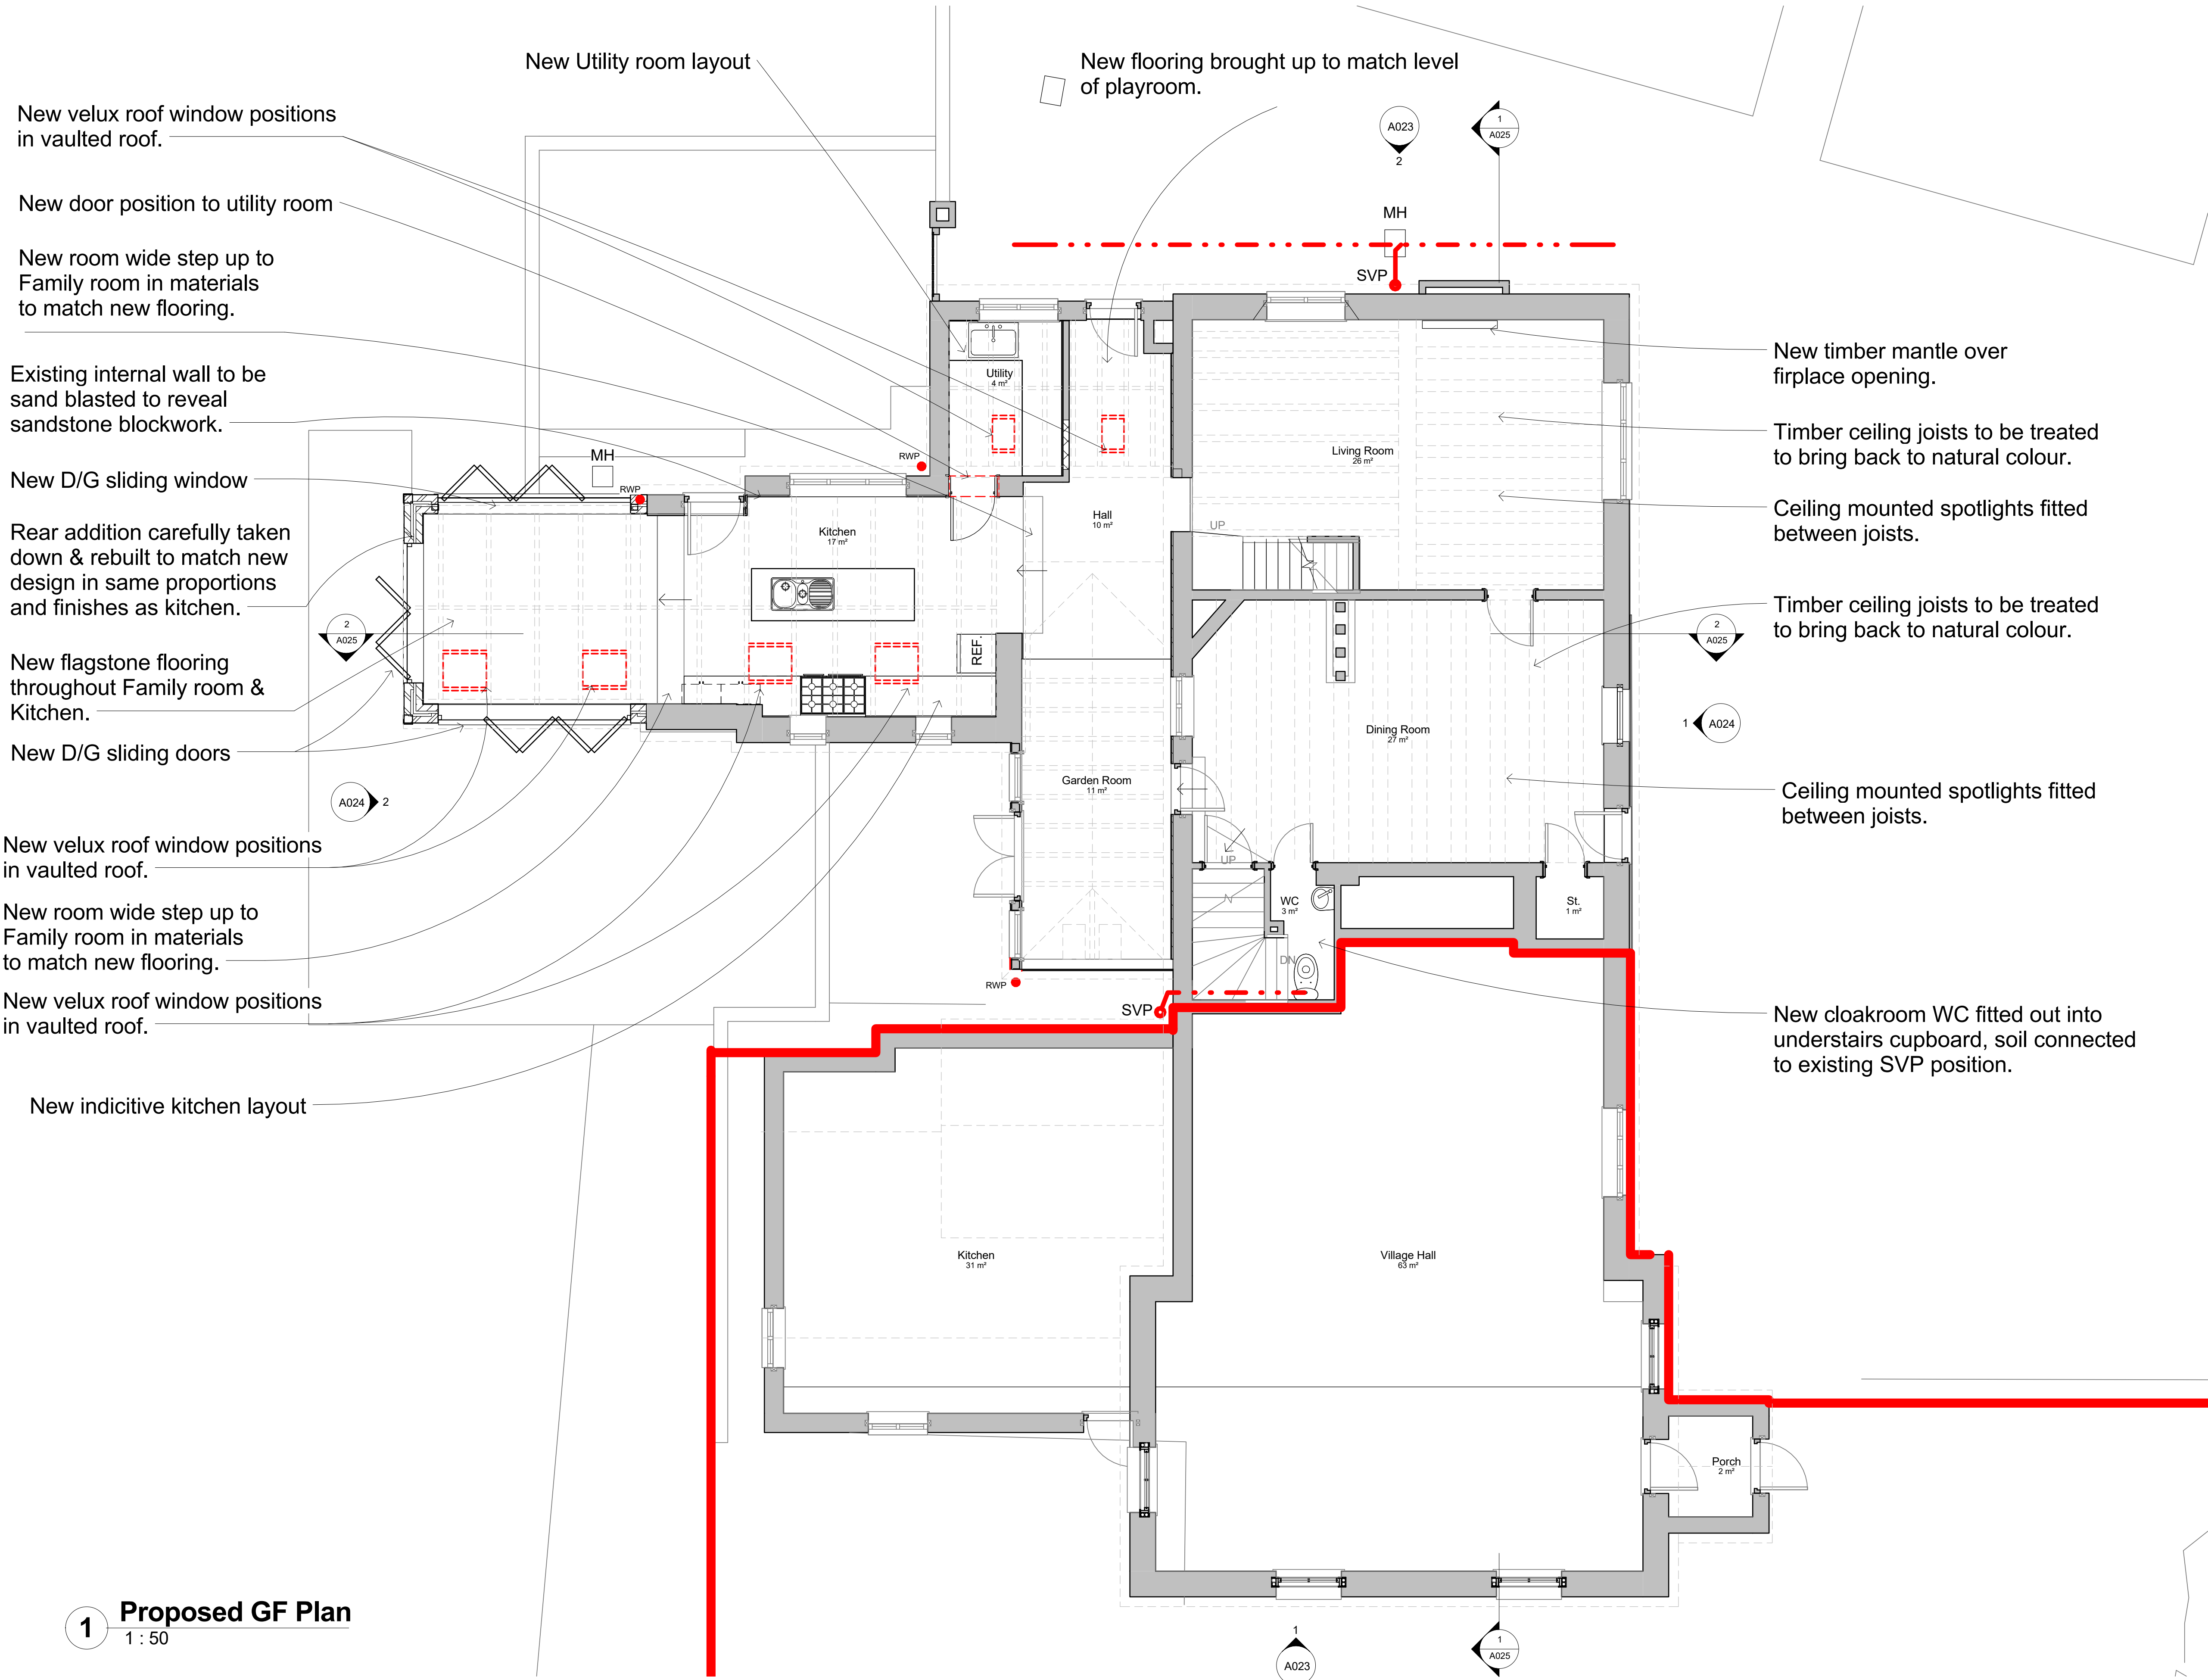 New Utility room layout
New flooring brought up to match level
of playroom.
New velux roof window positions
in vaulted roof.
New door position to utility room
New room wide step up to
Family room in materials
to match new flooring.
Existing internal wall to be
sand blasted to reveal
sandstone blockwork.
New D/G sliding window
Rear addition carefully taken
down & rebuilt to match new
design in same proportions
and finishes as kitchen.
New flagstone flooring
throughout Family room &
Kitchen.
New D/G sliding doors
New velux roof window positions
in vaulted roof.
New room wide step up to
Family room in materials
to match new flooring.
New velux roof window positions
in vaulted roof.
New indicitive kitchen layout
A023
2
1
A025
MH
SVP
Utility
4 m²
RWP
MH
RWP
Kitchen
17 m²
REF.
Hall
10 m²
UP
Living Room
26 m²
2
A025
A024
2
Garden Room
11 m²
Dining Room
27 m²
UP
WC
3 m²
DN
St.
1 m²
RWP
SVP
2
A025
1
A024
New timber mantle over
firplace opening.
Timber ceiling joists to be treated
to bring back to natural colour.
Ceiling mounted spotlights fitted
between joists.
Timber ceiling joists to be treated
to bring back to natural colour.
Ceiling mounted spotlights fitted
between joists.
New cloakroom WC fitted out into
understairs cupboard, soil connected
to existing SVP position.
Kitchen
31 m²
Village Hall
63 m²
Porch
2 m²
1
A023
1
A025
1
Proposed GF Plan
1 : 50